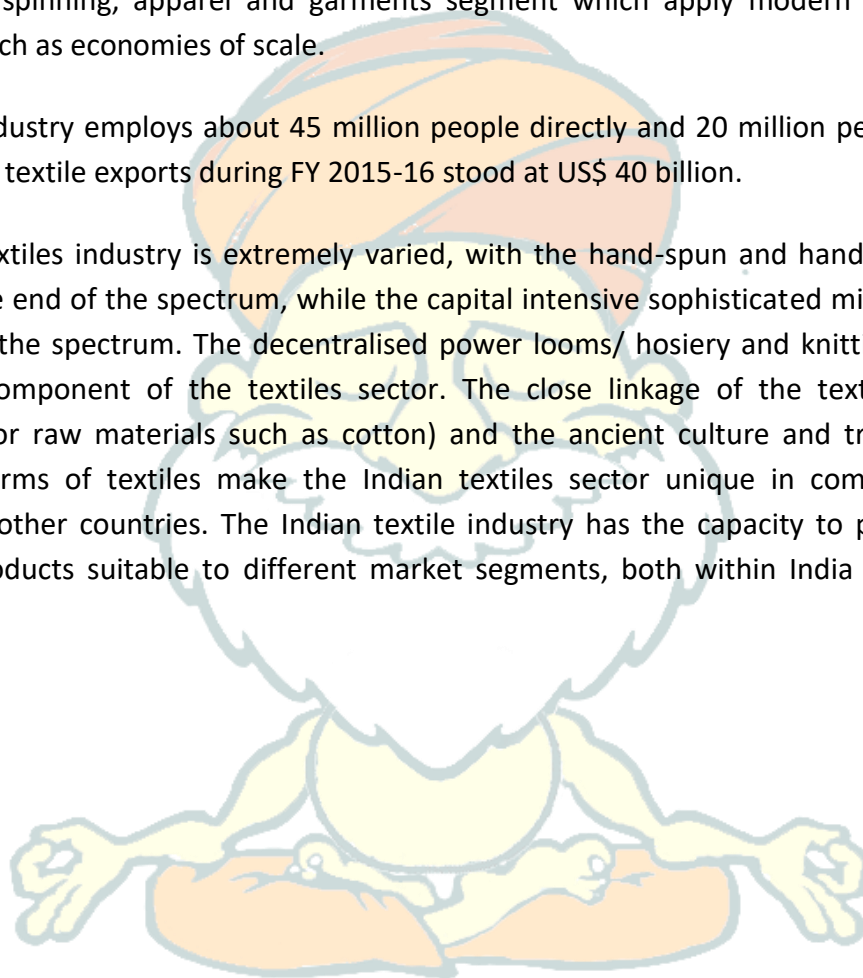 spinning, apparel and garments segment which apply modern
ch as economies of scale.
dustry employs about 45 million people directly and 20 million pe
textile exports during FY 2015-16 stood at US$ 40 billion.
xtiles industry is extremely varied, with the hand-spun and hand
e end of the spectrum, while the capital intensive sophisticated mi
the spectrum. The decentralised power looms/ hosiery and knitt
omponent of the textiles sector. The close linkage of the text
or raw materials such as cotton) and the ancient culture and tr
rms of textiles make the Indian textiles sector unique in com
other countries. The Indian textile industry has the capacity to p
oducts suitable to different market segments, both within India